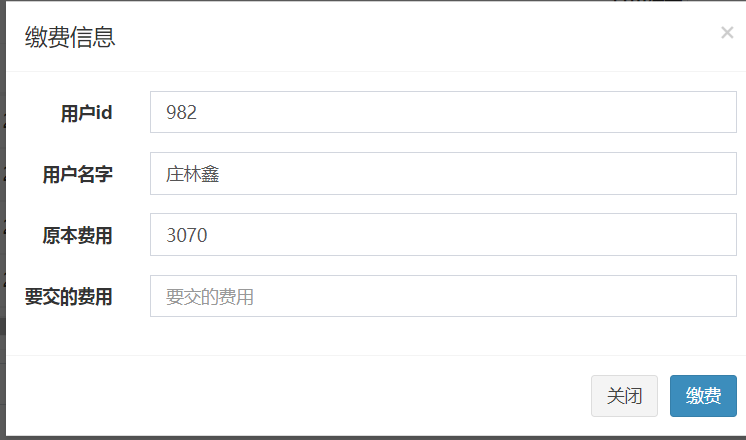 缴费信息 ×
用户id 982
用户名字 庄林鑫
原本费用 3070
要交的费用 要交的费用
关闭 缴费